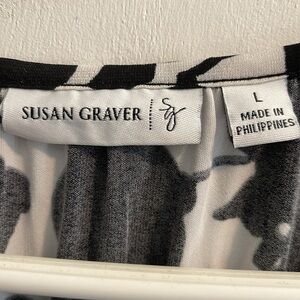 SUSAN GRAVER
sg
L
MADE IN
PHILIPPINES